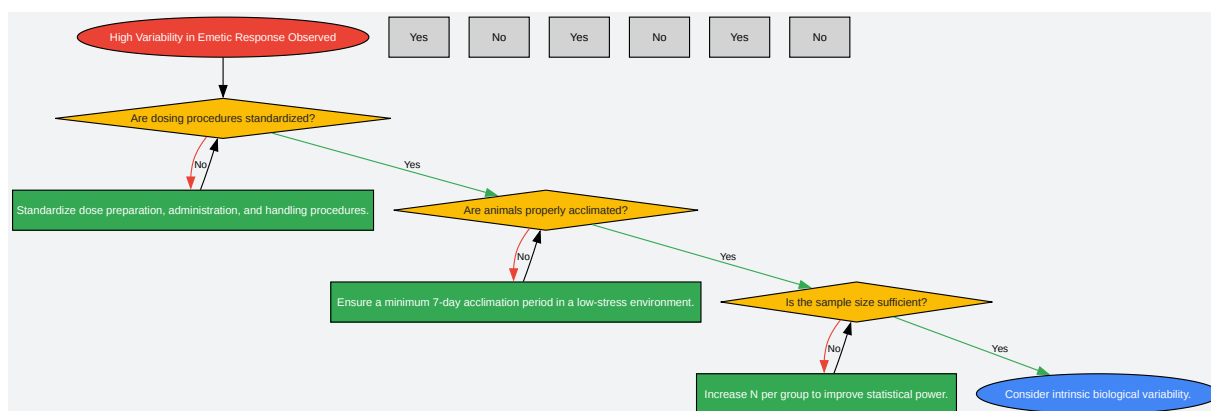 High Variability in Emetic Response Observed
Yes
No
Yes
No
Yes
No
Are dosing procedures standardized?
No
Yes
Standardize dose preparation, administration, and handling procedures.
Are animals properly acclimated?
No
Yes
Ensure a minimum 7-day acclimation period in a low-stress environment.
Is the sample size sufficient?
No
Yes
Increase N per group to improve statistical power.
Consider intrinsic biological variability.